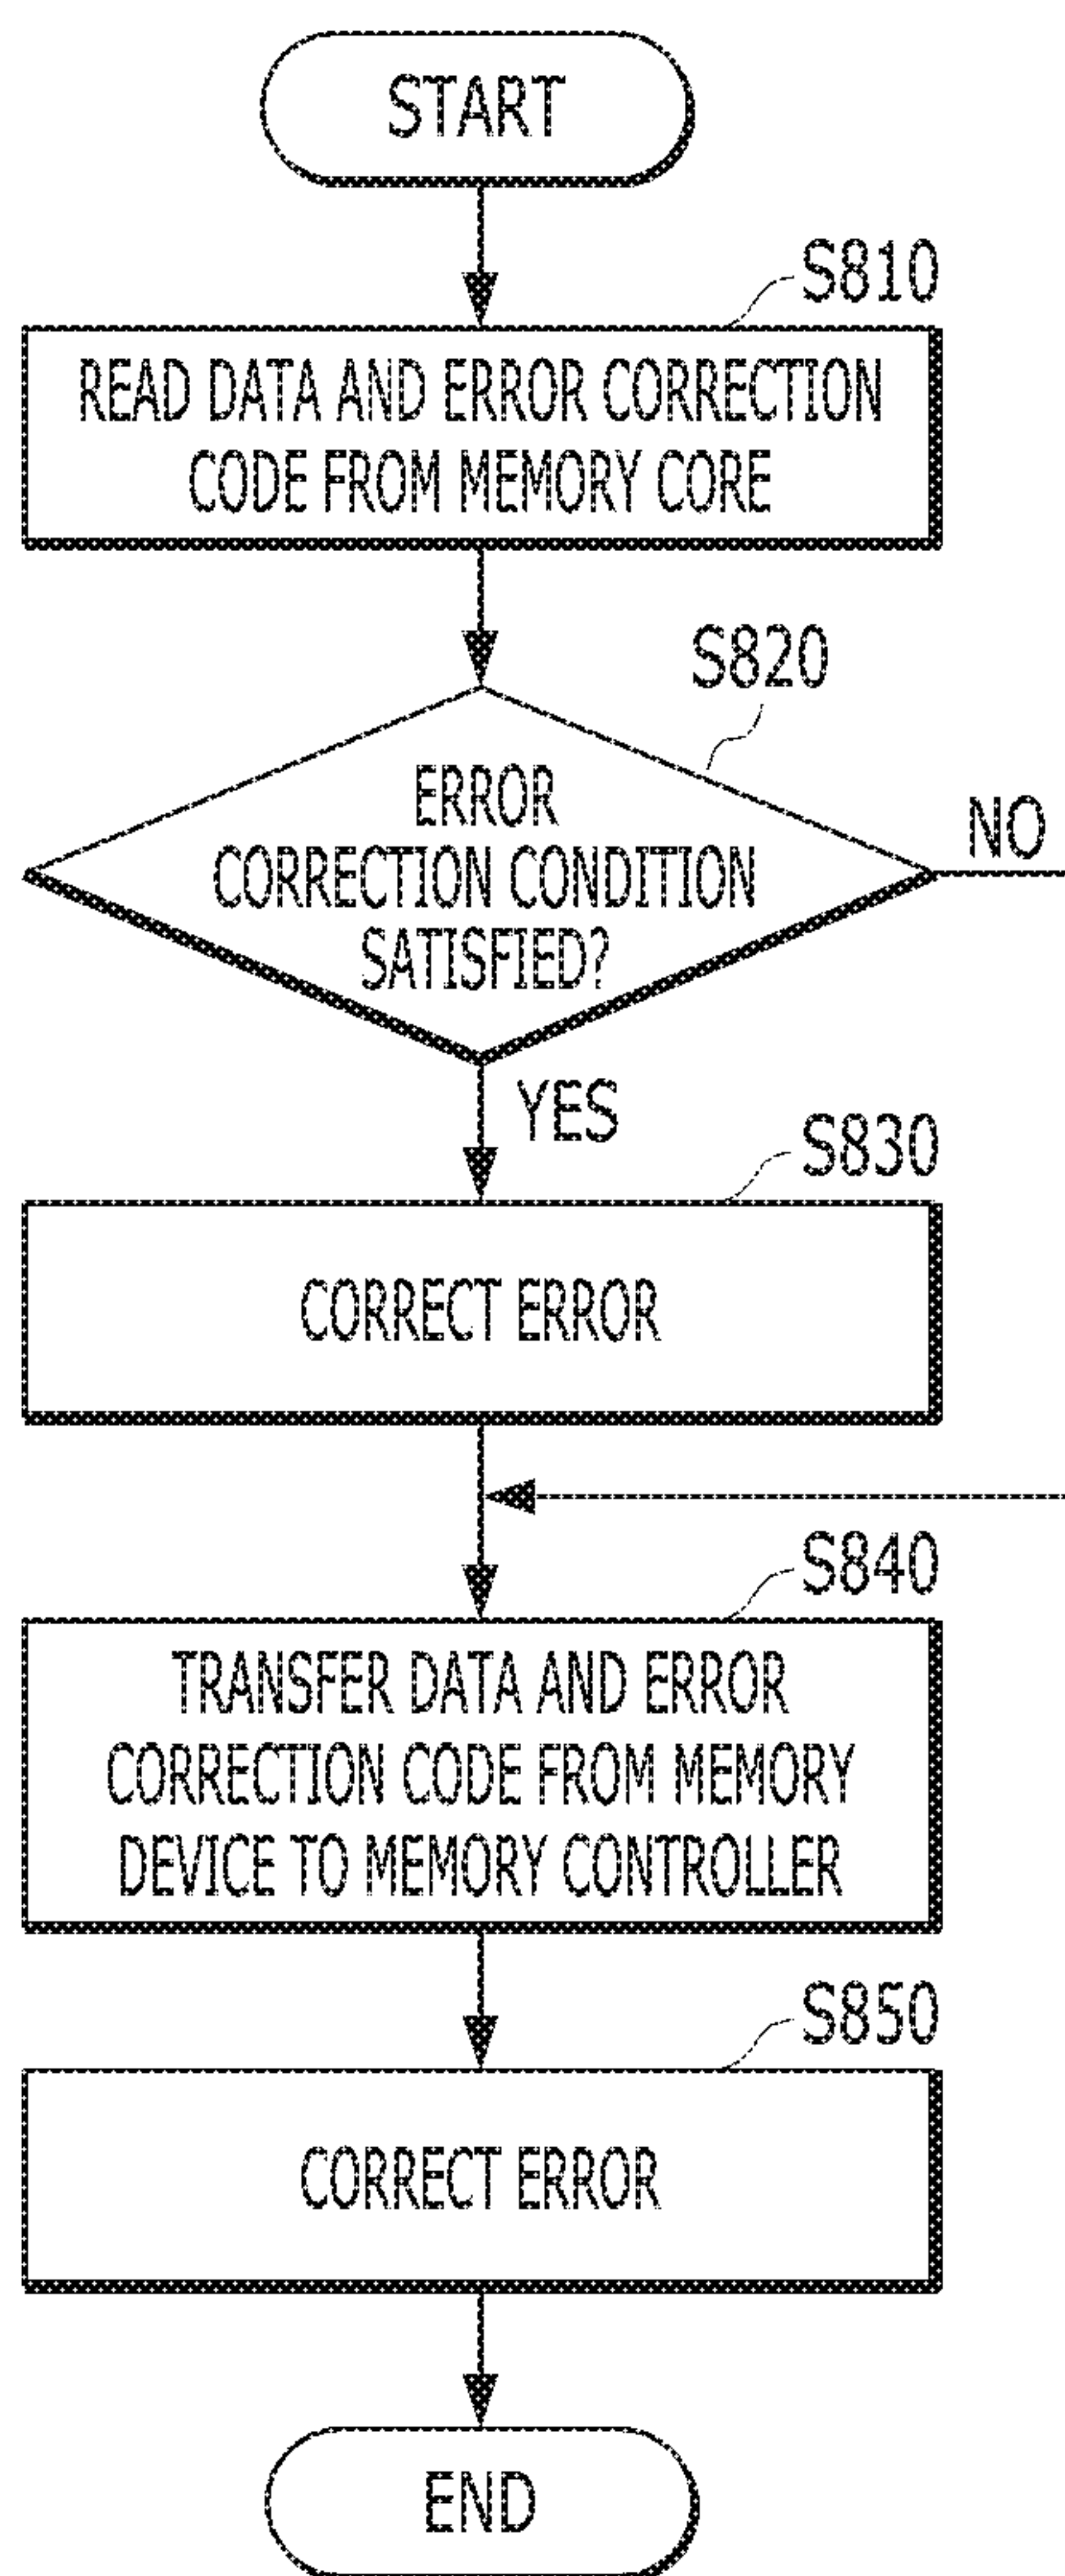 START
S810
READ DATA AND ERROR CORRECTION
CODE FROM MEMORY CORE
S820
ERROR
CORRECTION CONDITION
SATISFIED?
NO
YES
S830
CORRECT ERROR
S840
TRANSFER DATA AND ERROR
CORRECTION CODE FROM MEMORY
DEVICE TO MEMORY CONTROLLER
S850
CORRECT ERROR
END